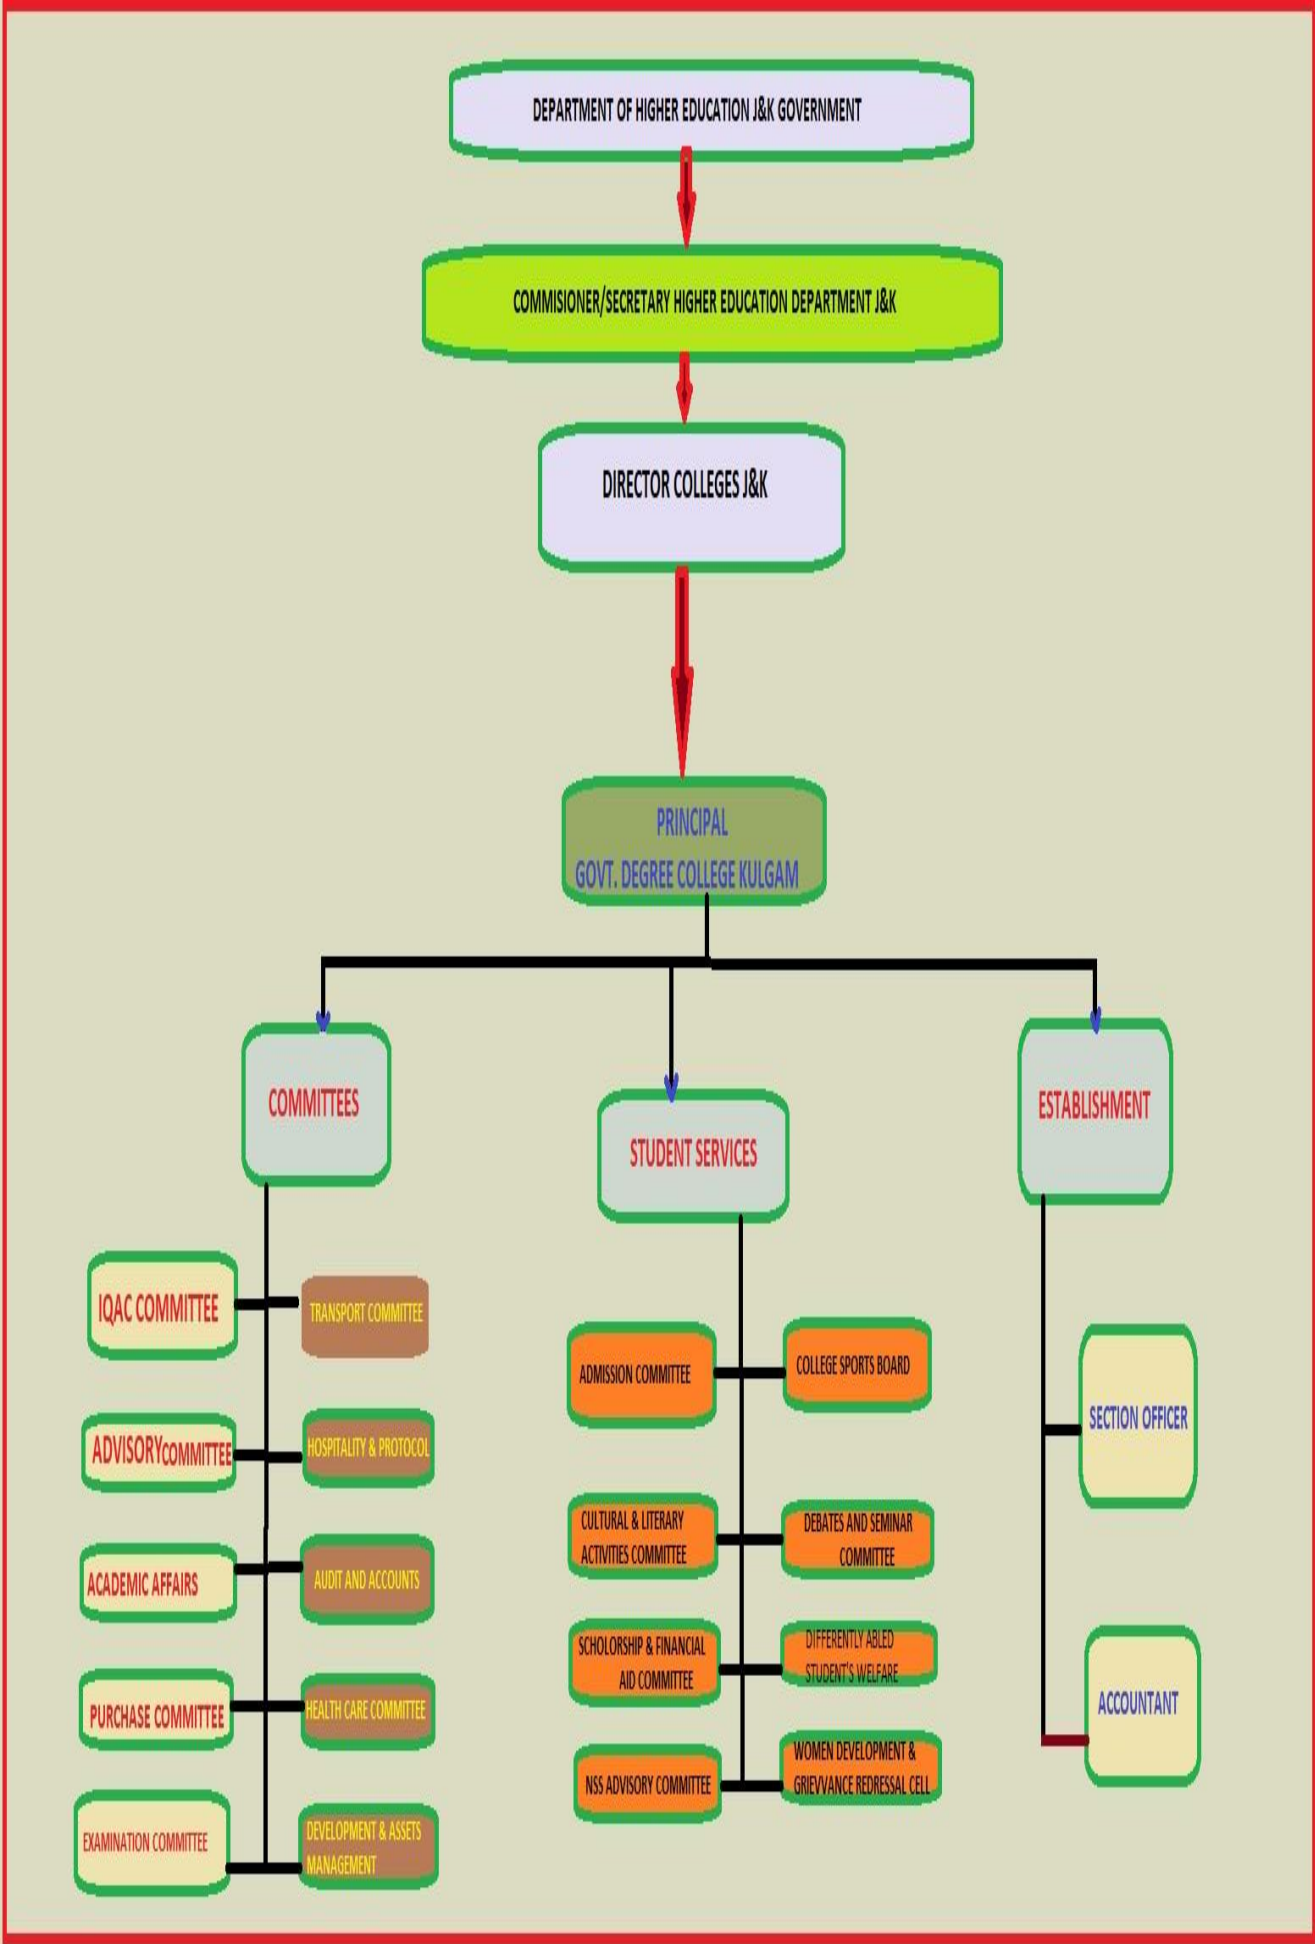 DEPARTMENT OF HIGHER EDUCATION J&K GOVERNMENT
COMMISIONER/SECRETARY HIGHER EDUCATION DEPARTMENT J&K
DIRECTOR COLLEGES J&K
PRINCIPAL
GOVT. DEGREE COLLEGE KULGAM
COMMITTEES
STUDENT SERVICES
ESTABLISHMENT
IQAC COMMITTEE
TRANSPORT COMMITTEE
ADVISORY COMMITTEE
HOSPITALITY & PROTOCOL
ACADEMIC AFFAIRS
AUDIT AND ACCOUNTS
PURCHASE COMMITTEE
HEALTH CARE COMMITTEE
EXAMINATION COMMITTEE
DEVELOPMENT & ASSETS
MANAGEMENT
ADMISSION COMMITTEE
COLLEGE SPORTS BOARD
CULTURAL & LITERARY
ACTIVITIES COMMITTEE
DEBATES AND SEMINAR
COMMITTEE
SCHOLORSHIP & FINANCIAL
AID COMMITTEE
DIFFERENTLY ABLED
STUDENT'S WELFARE
NSS ADVISORY COMMITTEE
WOMEN DEVELOPMENT &
GRIEVVANCE REDRESSAL CELL
SECTION OFFICER
ACCOUNTANT